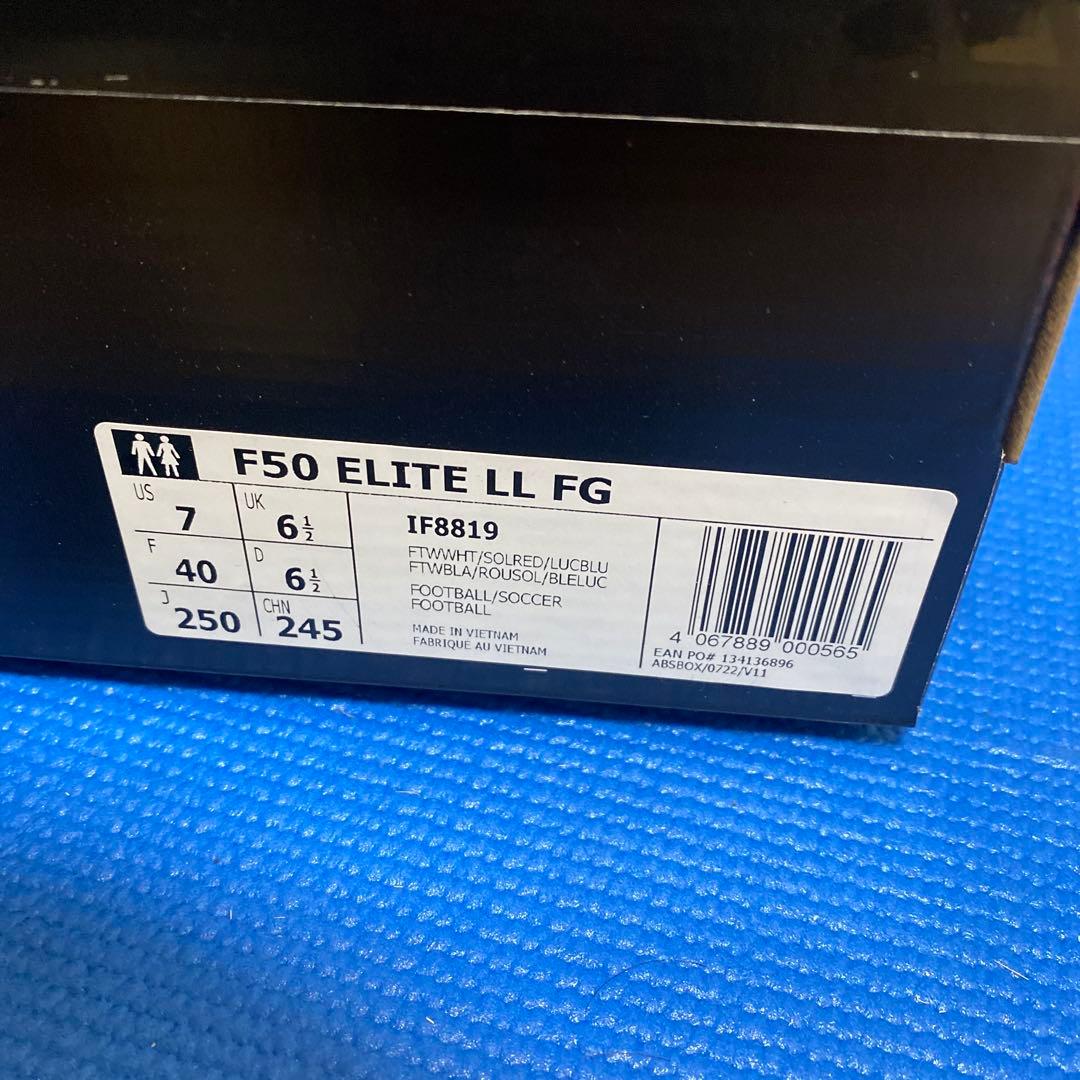 F50 ELITE LL FG
US 7 UK 6½
F 40 D 6½
J 250 CHN 245
IF8819
FTWWHT/SOLRED/LUCBLU
FTWBLA/ROUSOL/BLELUC
FOOTBALL/SOCCER
FOOTBALL
MADE IN VIETNAM
FABRIQUÉ AU VIETNAM
4 067889 000565
EAN PO# 134136896
ABSBOX/0722/V11